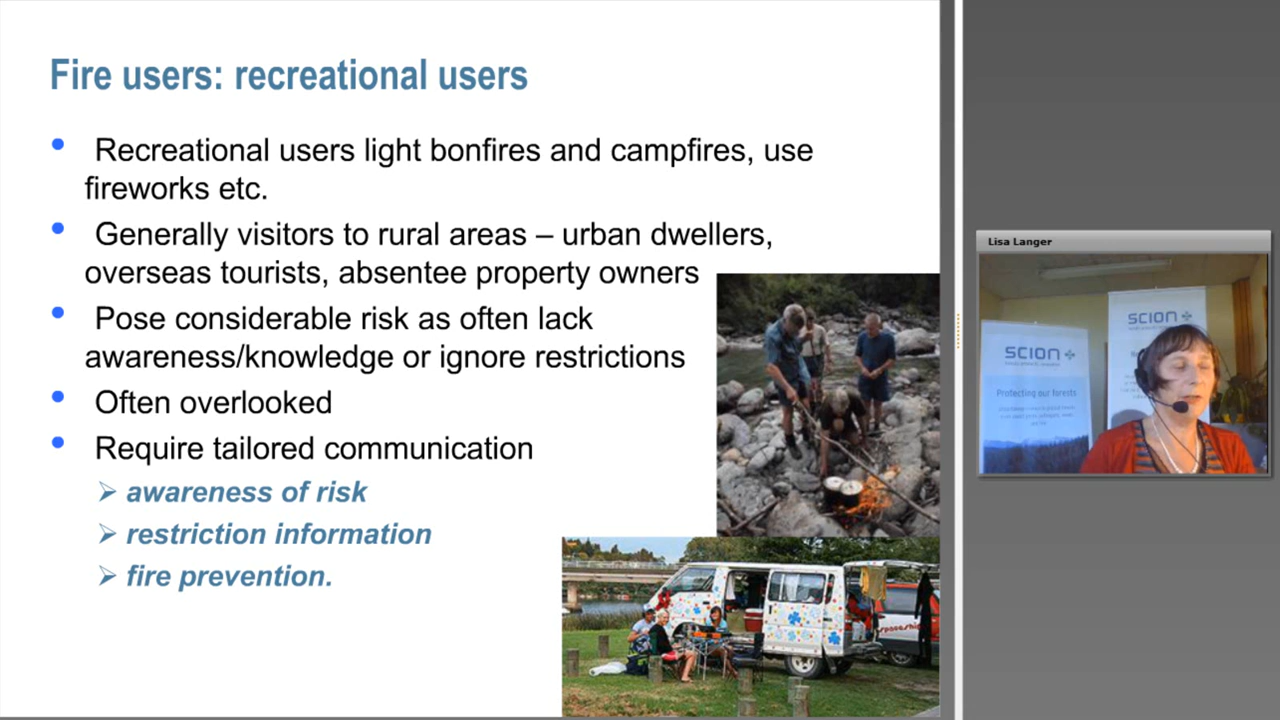 Fire users: recreational users
Recreational users light bonfires and campfires, use
fireworks etc.
Generally visitors to rural areas – urban dwellers,
overseas tourists, absentee property owners
Pose considerable risk as often lack
awareness/knowledge or ignore restrictions
Often overlooked
Require tailored communication
awareness of risk
restriction information
fire prevention.
Lisa Langer
SCION
SCION
Protecting our forests